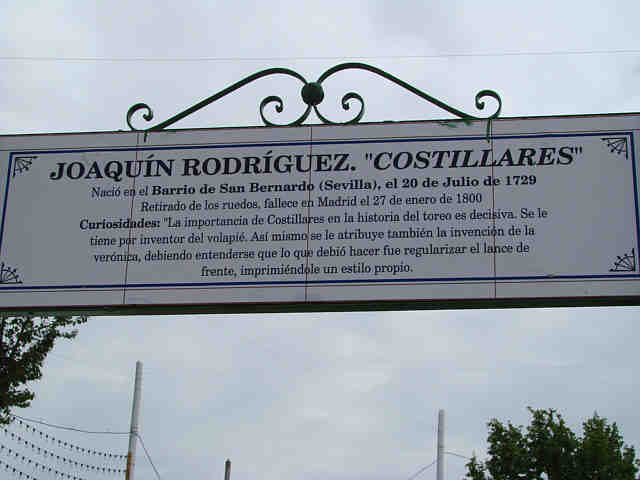 JOAQUÍN RODRÍGUEZ. "COSTILLARES"
Nació en el Barrio de San Bernardo (Sevilla), el 20 de Julio de 1729
Retirado de los ruedos, fallece en Madrid el 27 de enero de 1800
Curiosidades: "La importancia de Costillares en la historia del toreo es decisiva. Se le
tiene por inventor del volapié. Así mismo se le atribuye también la invención de la
verónica, debiendo entenderse que lo que debió hacer fue regularizar el lance de
frente, imprimiéndole un estilo propio.